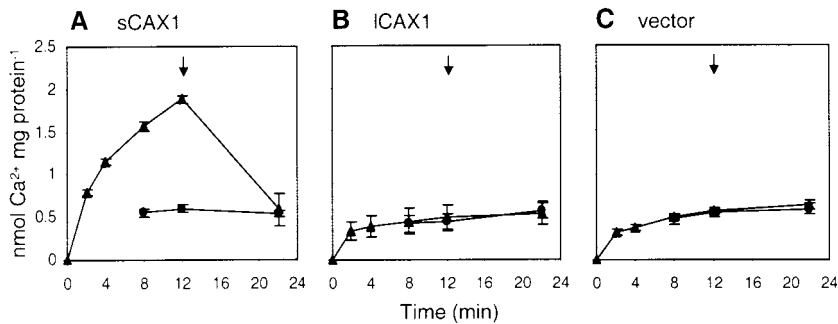 A sCAX1
B lCAX1
C vector
nmol Ca²⁺ mg protein⁻¹
2.5
2
1.5
1
0.5
0
0 4 8 12 16 20 24
0 4 8 12 16 20 24
0 4 8 12 16 20 24
Time (min)